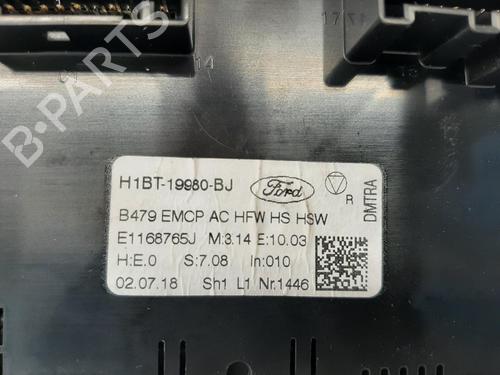 14
17
B-PARTS
H1BT-19980-BJ Ford
R
DMTRA
B479 EMCP AC HFW HS HSW
E1168765J M:3.14 E:10.03
H:E.0 S:7.08 In:010
02.07.18 Sh1 L1 Nr.1446